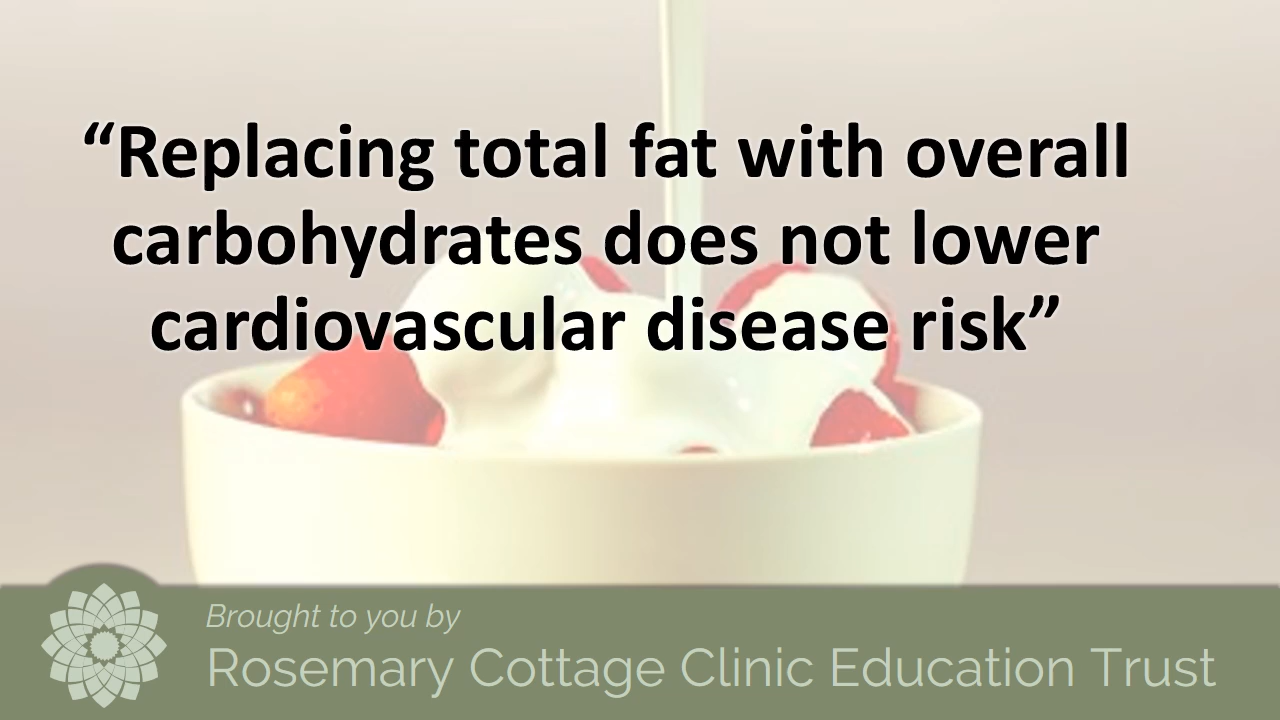 “Replacing total fat with overall
carbohydrates does not lower
cardiovascular disease risk”
Brought to you by
Rosemary Cottage Clinic Education Trust